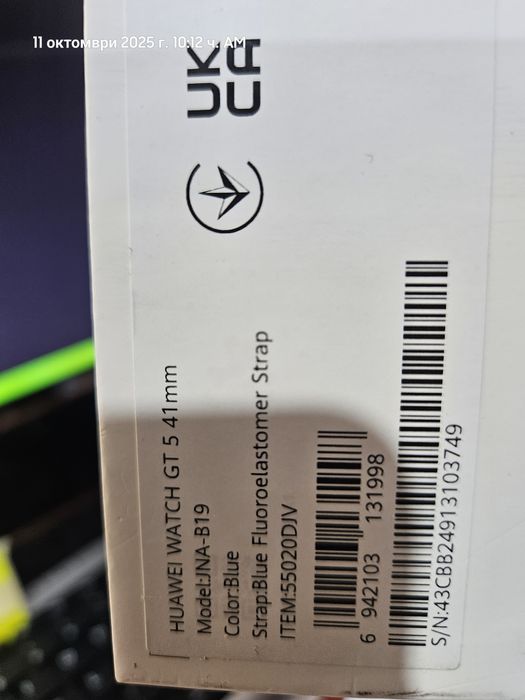 11 октомври 2025 г. 10:12 ч. AM
UK
CA
HUAWEI WATCH GT 5 41mm
Model:JNA-B19
Color:Blue
Strap:Blue Fluoroelastomer Strap
ITEM:55020DJV
6 942103 131998
S/N:43CBB24913103749